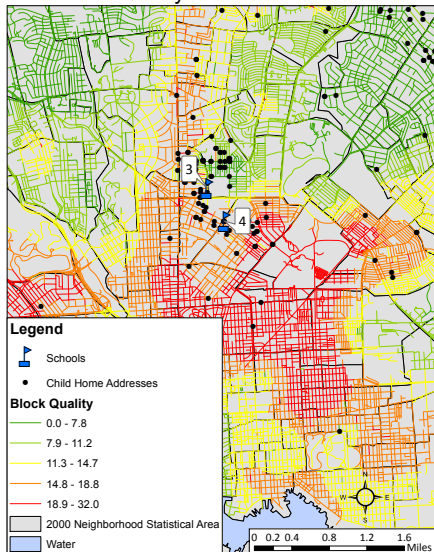 3
4
Legend
Schools
Child Home Addresses
Block Quality
0.0 - 7.8
7.9 - 11.2
11.3 - 14.7
14.8 - 18.8
18.9 - 32.0
2000 Neighborhood Statistical Area
Water
N
W E
S
0 0.2 0.4 0.8 1.2 1.6
Miles